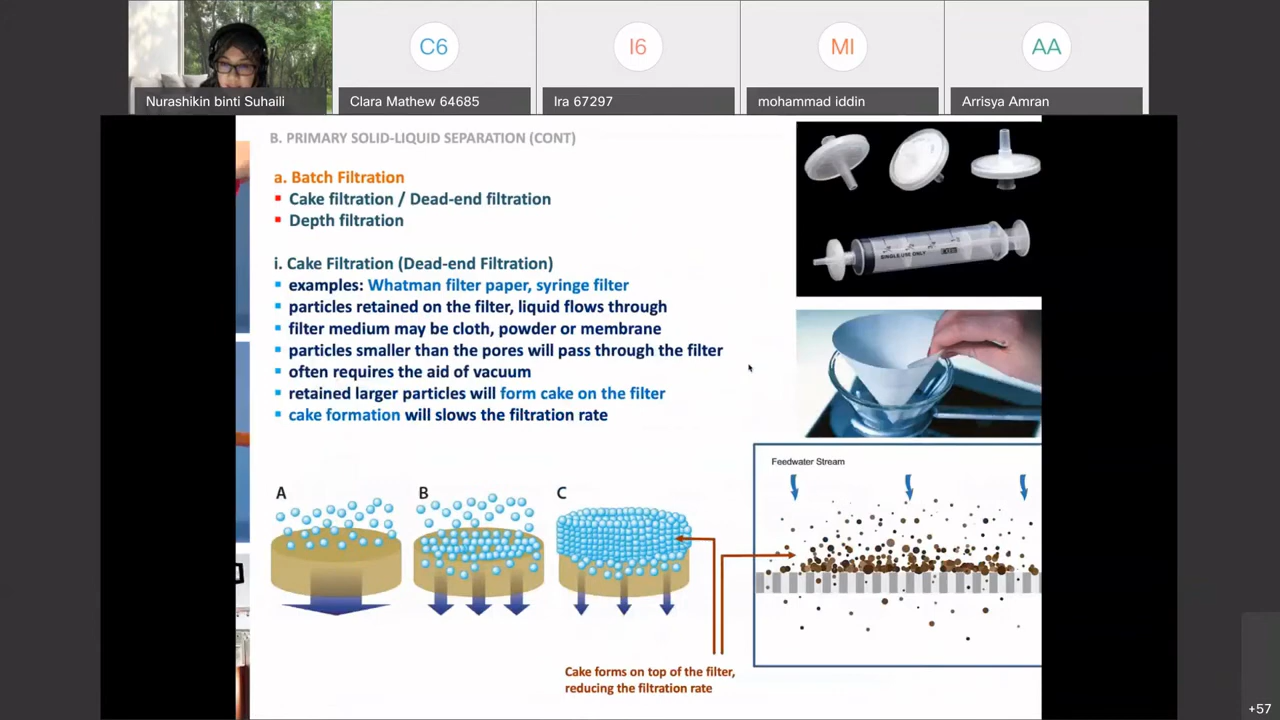 C6
I6
MI
AA
Nurashikin binti Suhaili
Clara Mathew 64685
Ira 67297
mohammad iddin
Arrisya Amran
B. PRIMARY SOLID-LIQUID SEPARATION (CONT)
a. Batch Filtration
Cake filtration / Dead-end filtration
Depth filtration
i. Cake Filtration (Dead-end Filtration)
examples: Whatman filter paper, syringe filter
particles retained on the filter, liquid flows through
filter medium may be cloth, powder or membrane
particles smaller than the pores will pass through the filter
often requires the aid of vacuum
retained larger particles will form cake on the filter
cake formation will slows the filtration rate
SINGLE USE ONLY
Feedwater Stream
A
B
C
Cake forms on top of the filter,
reducing the filtration rate
+57